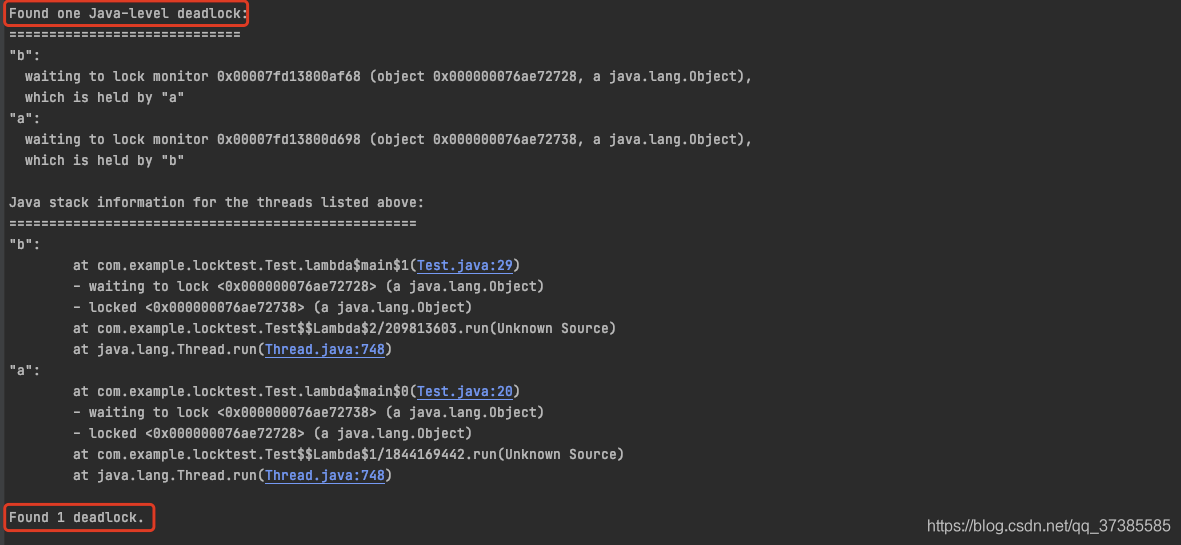 Found one Java-level deadlock:
=============================
"b":
  waiting to lock monitor 0x00007fd13800af68 (object 0x000000076ae72728, a java.lang.Object),
  which is held by "a"
"a":
  waiting to lock monitor 0x00007fd13800d698 (object 0x000000076ae72738, a java.lang.Object),
  which is held by "b"

Java stack information for the threads listed above:
===================================================
"b":
        at com.example.locktest.Test.lambda$main$1(Test.java:29)
        - waiting to lock <0x000000076ae72728> (a java.lang.Object)
        - locked <0x000000076ae72738> (a java.lang.Object)
        at com.example.locktest.Test$$Lambda$2/209813603.run(Unknown Source)
        at java.lang.Thread.run(Thread.java:748)
"a":
        at com.example.locktest.Test.lambda$main$0(Test.java:20)
        - waiting to lock <0x000000076ae72738> (a java.lang.Object)
        - locked <0x000000076ae72728> (a java.lang.Object)
        at com.example.locktest.Test$$Lambda$1/1844169442.run(Unknown Source)
        at java.lang.Thread.run(Thread.java:748)

Found 1 deadlock.
https://blog.csdn.net/qq_37385585